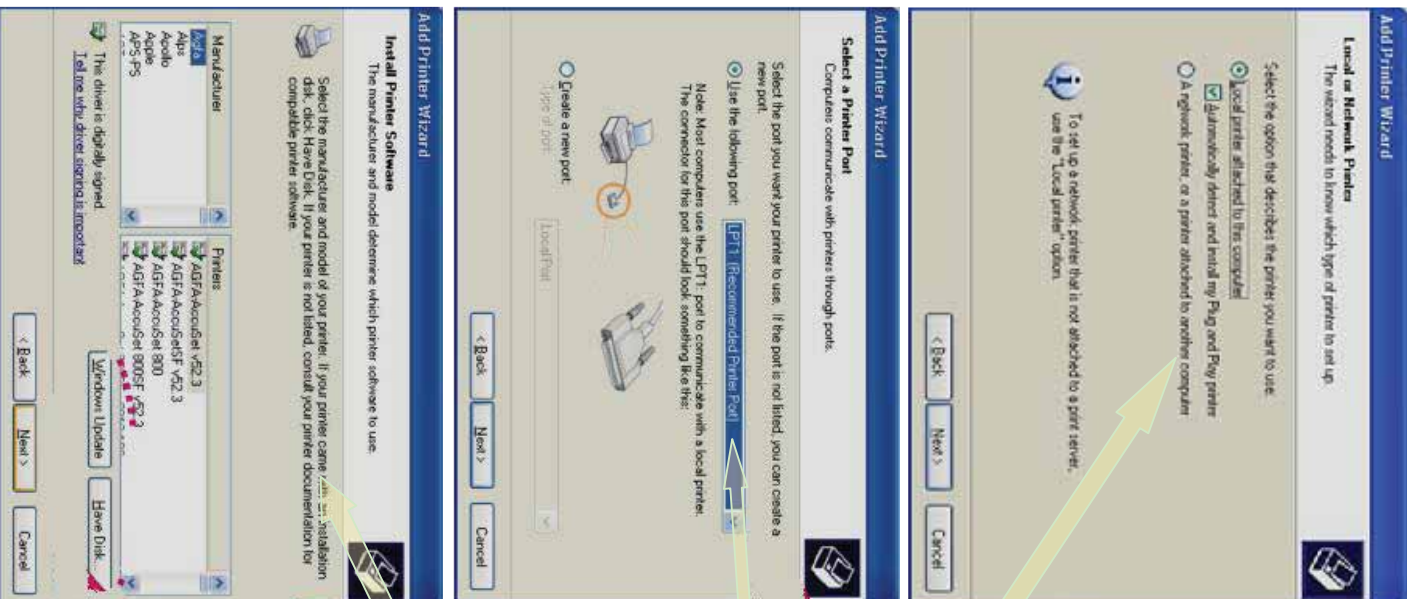 Add Printer Wizard
Local or Network Printer
The wizard needs to know which type of printer to set up.
Select the option that describes the printer you want to use:
Local printer attached to this computer
Automatically detect and install my Plug and Play printer
A network printer, or a printer attached to another computer
To set up a network printer that is not attached to a print server,
use the "Local printer" option.
< Back
Next >
Cancel
Add Printer Wizard
Select a Printer Port
Computers communicate with printers through ports.
Select the port you want your printer to use. If the port is not listed, you can create a
new port.
Use the following port:
LPT1: (Recommended Printer Port)
Note: Most computers use the LPT1: port to communicate with a local printer.
The connector for this port should look something like this:
Create a new port:
Type of port:
Local Port
< Back
Next >
Cancel
Add Printer Wizard
Install Printer Software
The manufacturer and model determine which printer software to use.
Select the manufacturer and model of your printer. If your printer came with an installation
disk, click Have Disk. If your printer is not listed, consult your printer documentation for
compatible printer software.
Manufacturer
Agfa
Alps
Apollo
Apple
APS-PS
Printers
AGFA-AccuSet v52.3
AGFA-AccuSetSF v52.3
AGFA-AccuSet 800
AGFA-AccuSet 800SF v52.3
This driver is digitally signed.
Tell me why driver signing is important
Windows Update
Have Disk...
< Back
Next >
Cancel